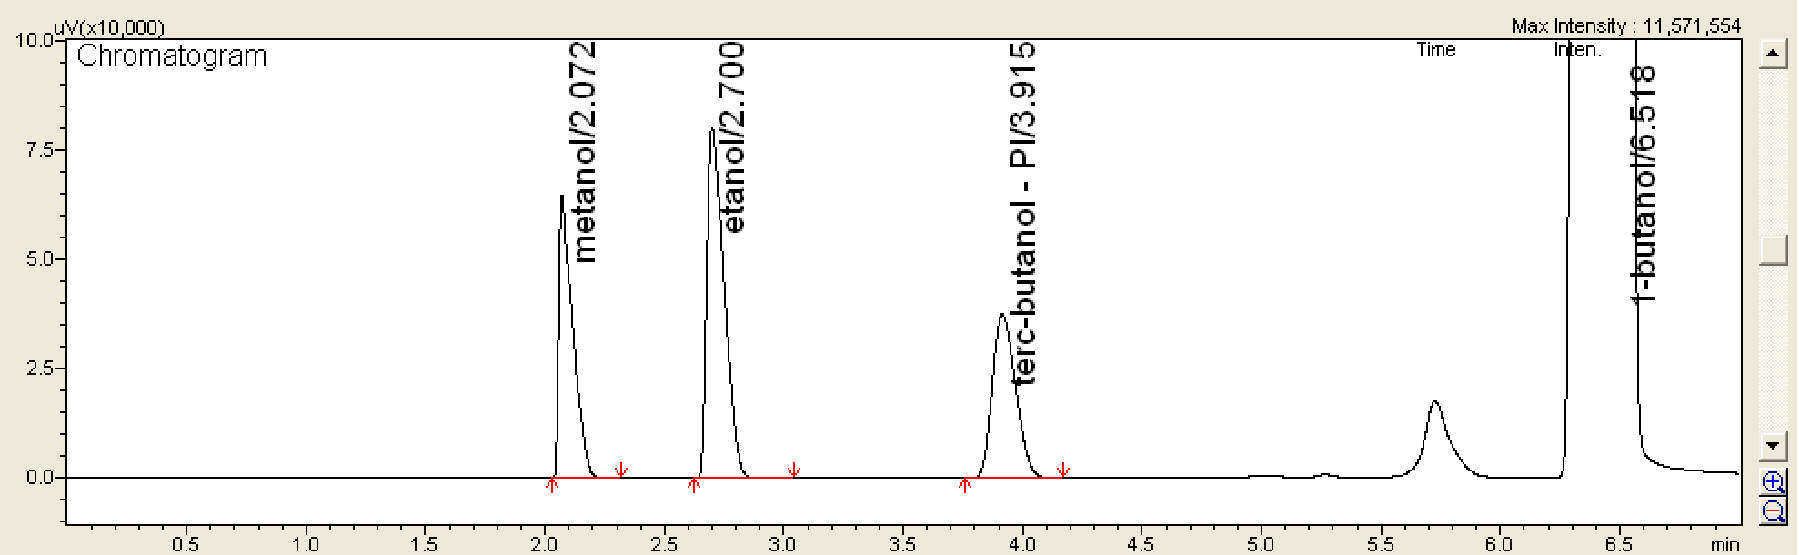 uV(x10,000)
Max Intensity : 11,571,554
Chromatogram
Time Inten.
10.0
7.5
5.0
2.5
0.0
metanol/2.072
etanol/2.700
terc-butanol - PI/3.915
1-butanol/6.518
0.5 1.0 1.5 2.0 2.5 3.0 3.5 4.0 4.5 5.0 5.5 6.0 6.5 min